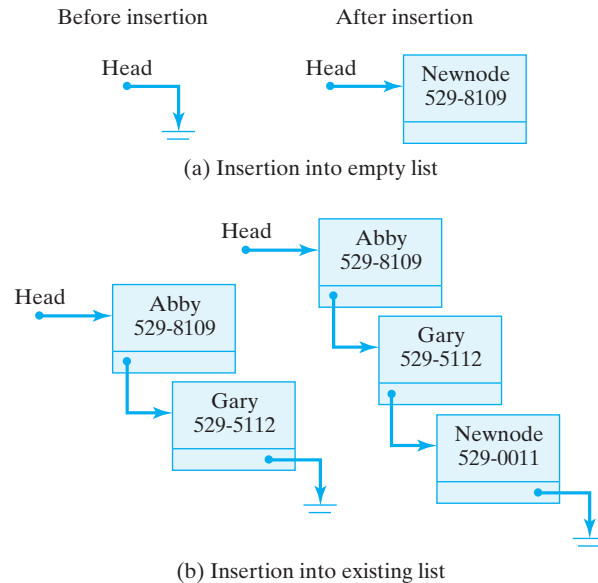 Before insertion
After insertion
Head
Head
Newnode
529-8109
(a) Insertion into empty list
Head
Abby
529-8109
Gary
529-5112
Head
Abby
529-8109
Gary
529-5112
Newnode
529-0011
(b) Insertion into existing list